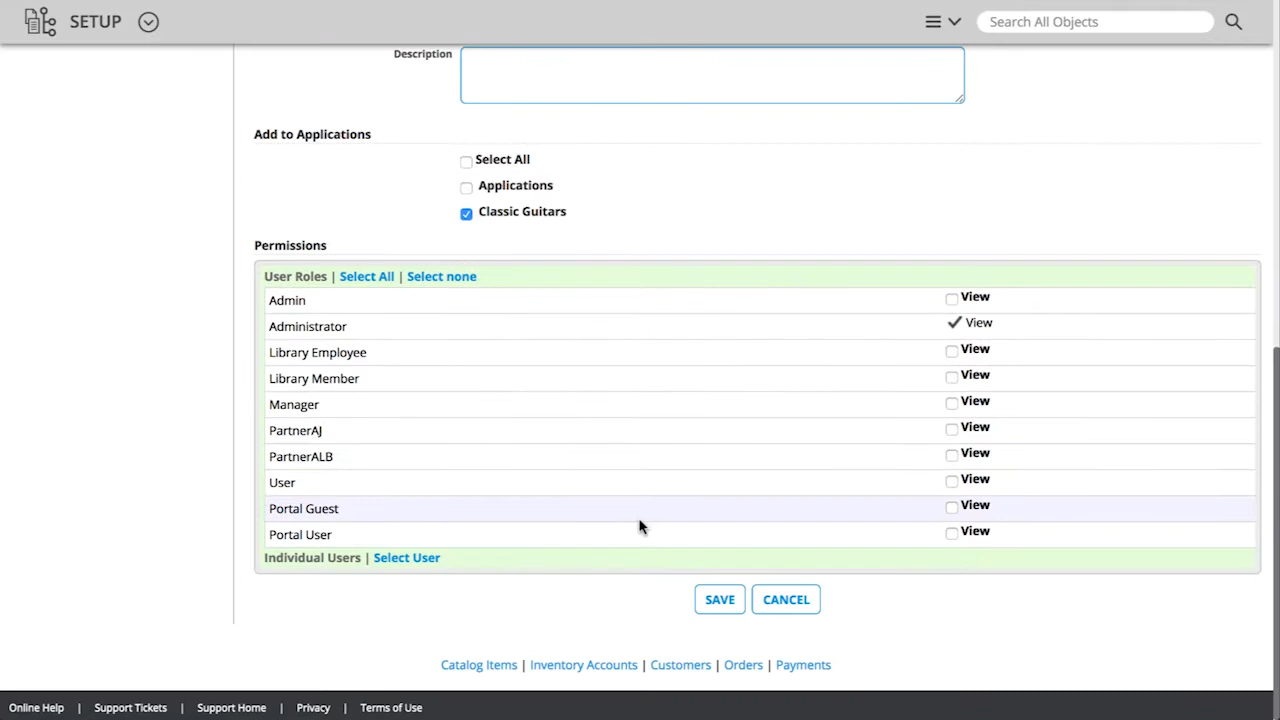 SETUP
Search All Objects
Description
Add to Applications
Select All
Applications
Classic Guitars
Permissions
User Roles | Select All | Select none
Admin View
Administrator View
Library Employee View
Library Member View
Manager View
PartnerAJ View
PartnerALB View
User View
Portal Guest View
Portal User View
Individual Users | Select User
SAVE CANCEL
Catalog Items | Inventory Accounts | Customers | Orders | Payments
Online Help | Support Tickets | Support Home | Privacy | Terms of Use